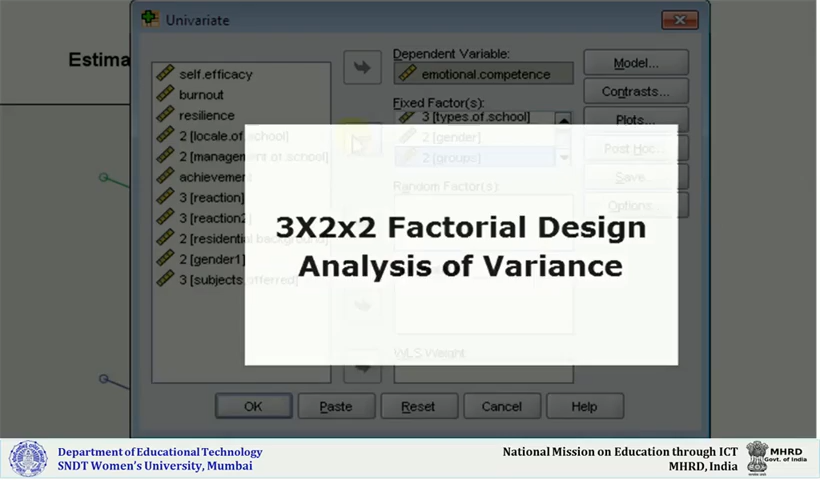 Univariate
Estima
Dependent Variable:
emotional.competence
Fixed Factor(s):
3 [types.of.school]
2 [gender]
2 [groups]
Random Factor(s):
WLS Weight:
self.efficacy
burnout
resilience
2 [locale.of.school]
2 [management of school]
achievement
3 [reaction]
3 [reaction2
2 [residential background]
2 [gender1]
3 [subjects offerred]
Model...
Contrasts...
Plots...
Post Hoc...
Save...
Options...
3X2x2 Factorial Design
Analysis of Variance
OK
Paste
Reset
Cancel
Help
Department of Educational Technology
SNDT Women's University, Mumbai
National Mission on Education through ICT
MHRD, India
MHRD
Govt. of India